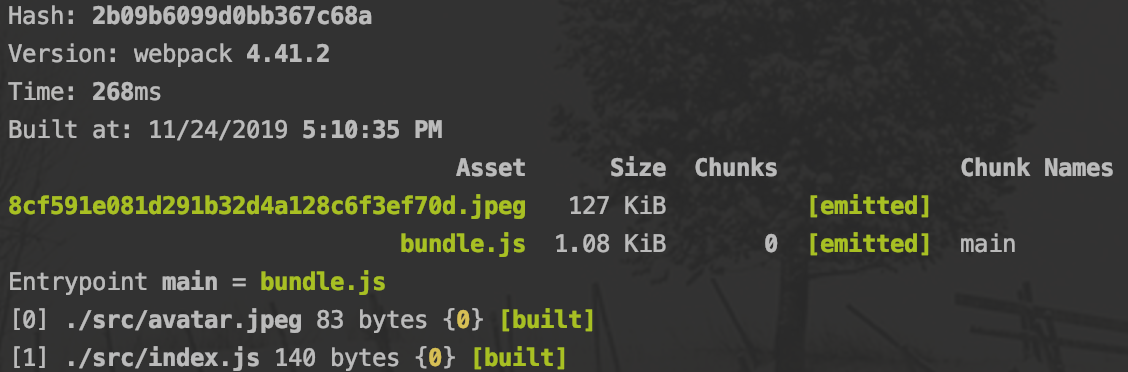 Hash: 2b09b6099d0bb367c68a
Version: webpack 4.41.2
Time: 268ms
Built at: 11/24/2019 5:10:35 PM
Asset Size Chunks Chunk Names
8cf591e081d291b32d4a128c6f3ef70d.jpeg 127 KiB [emitted]
bundle.js 1.08 KiB 0 [emitted] main
Entrypoint main = bundle.js
[0] ./src/avatar.jpeg 83 bytes {0} [built]
[1] ./src/index.js 140 bytes {0} [built]